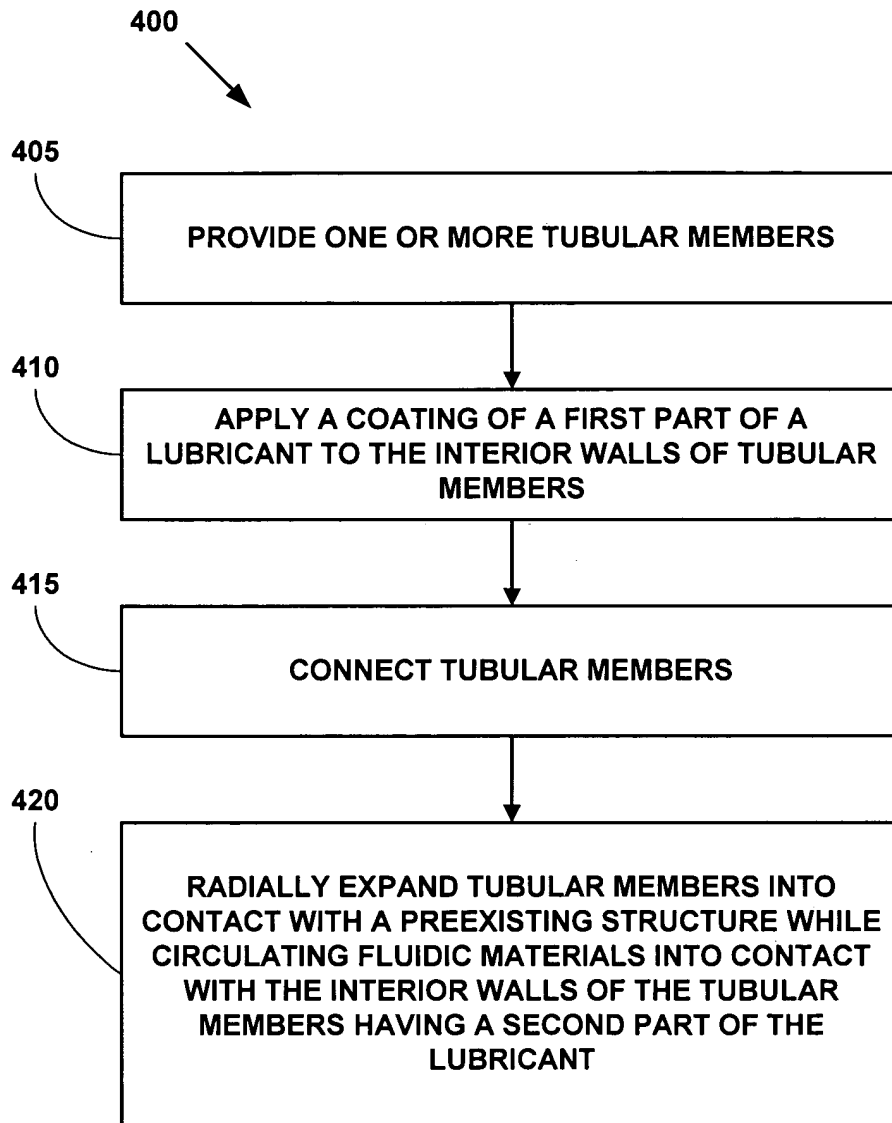 400
405
PROVIDE ONE OR MORE TUBULAR MEMBERS
410
APPLY A COATING OF A FIRST PART OF A
LUBRICANT TO THE INTERIOR WALLS OF TUBULAR
MEMBERS
415
CONNECT TUBULAR MEMBERS
420
RADIALLY EXPAND TUBULAR MEMBERS INTO
CONTACT WITH A PREEXISTING STRUCTURE WHILE
CIRCULATING FLUIDIC MATERIALS INTO CONTACT
WITH THE INTERIOR WALLS OF THE TUBULAR
MEMBERS HAVING A SECOND PART OF THE
LUBRICANT